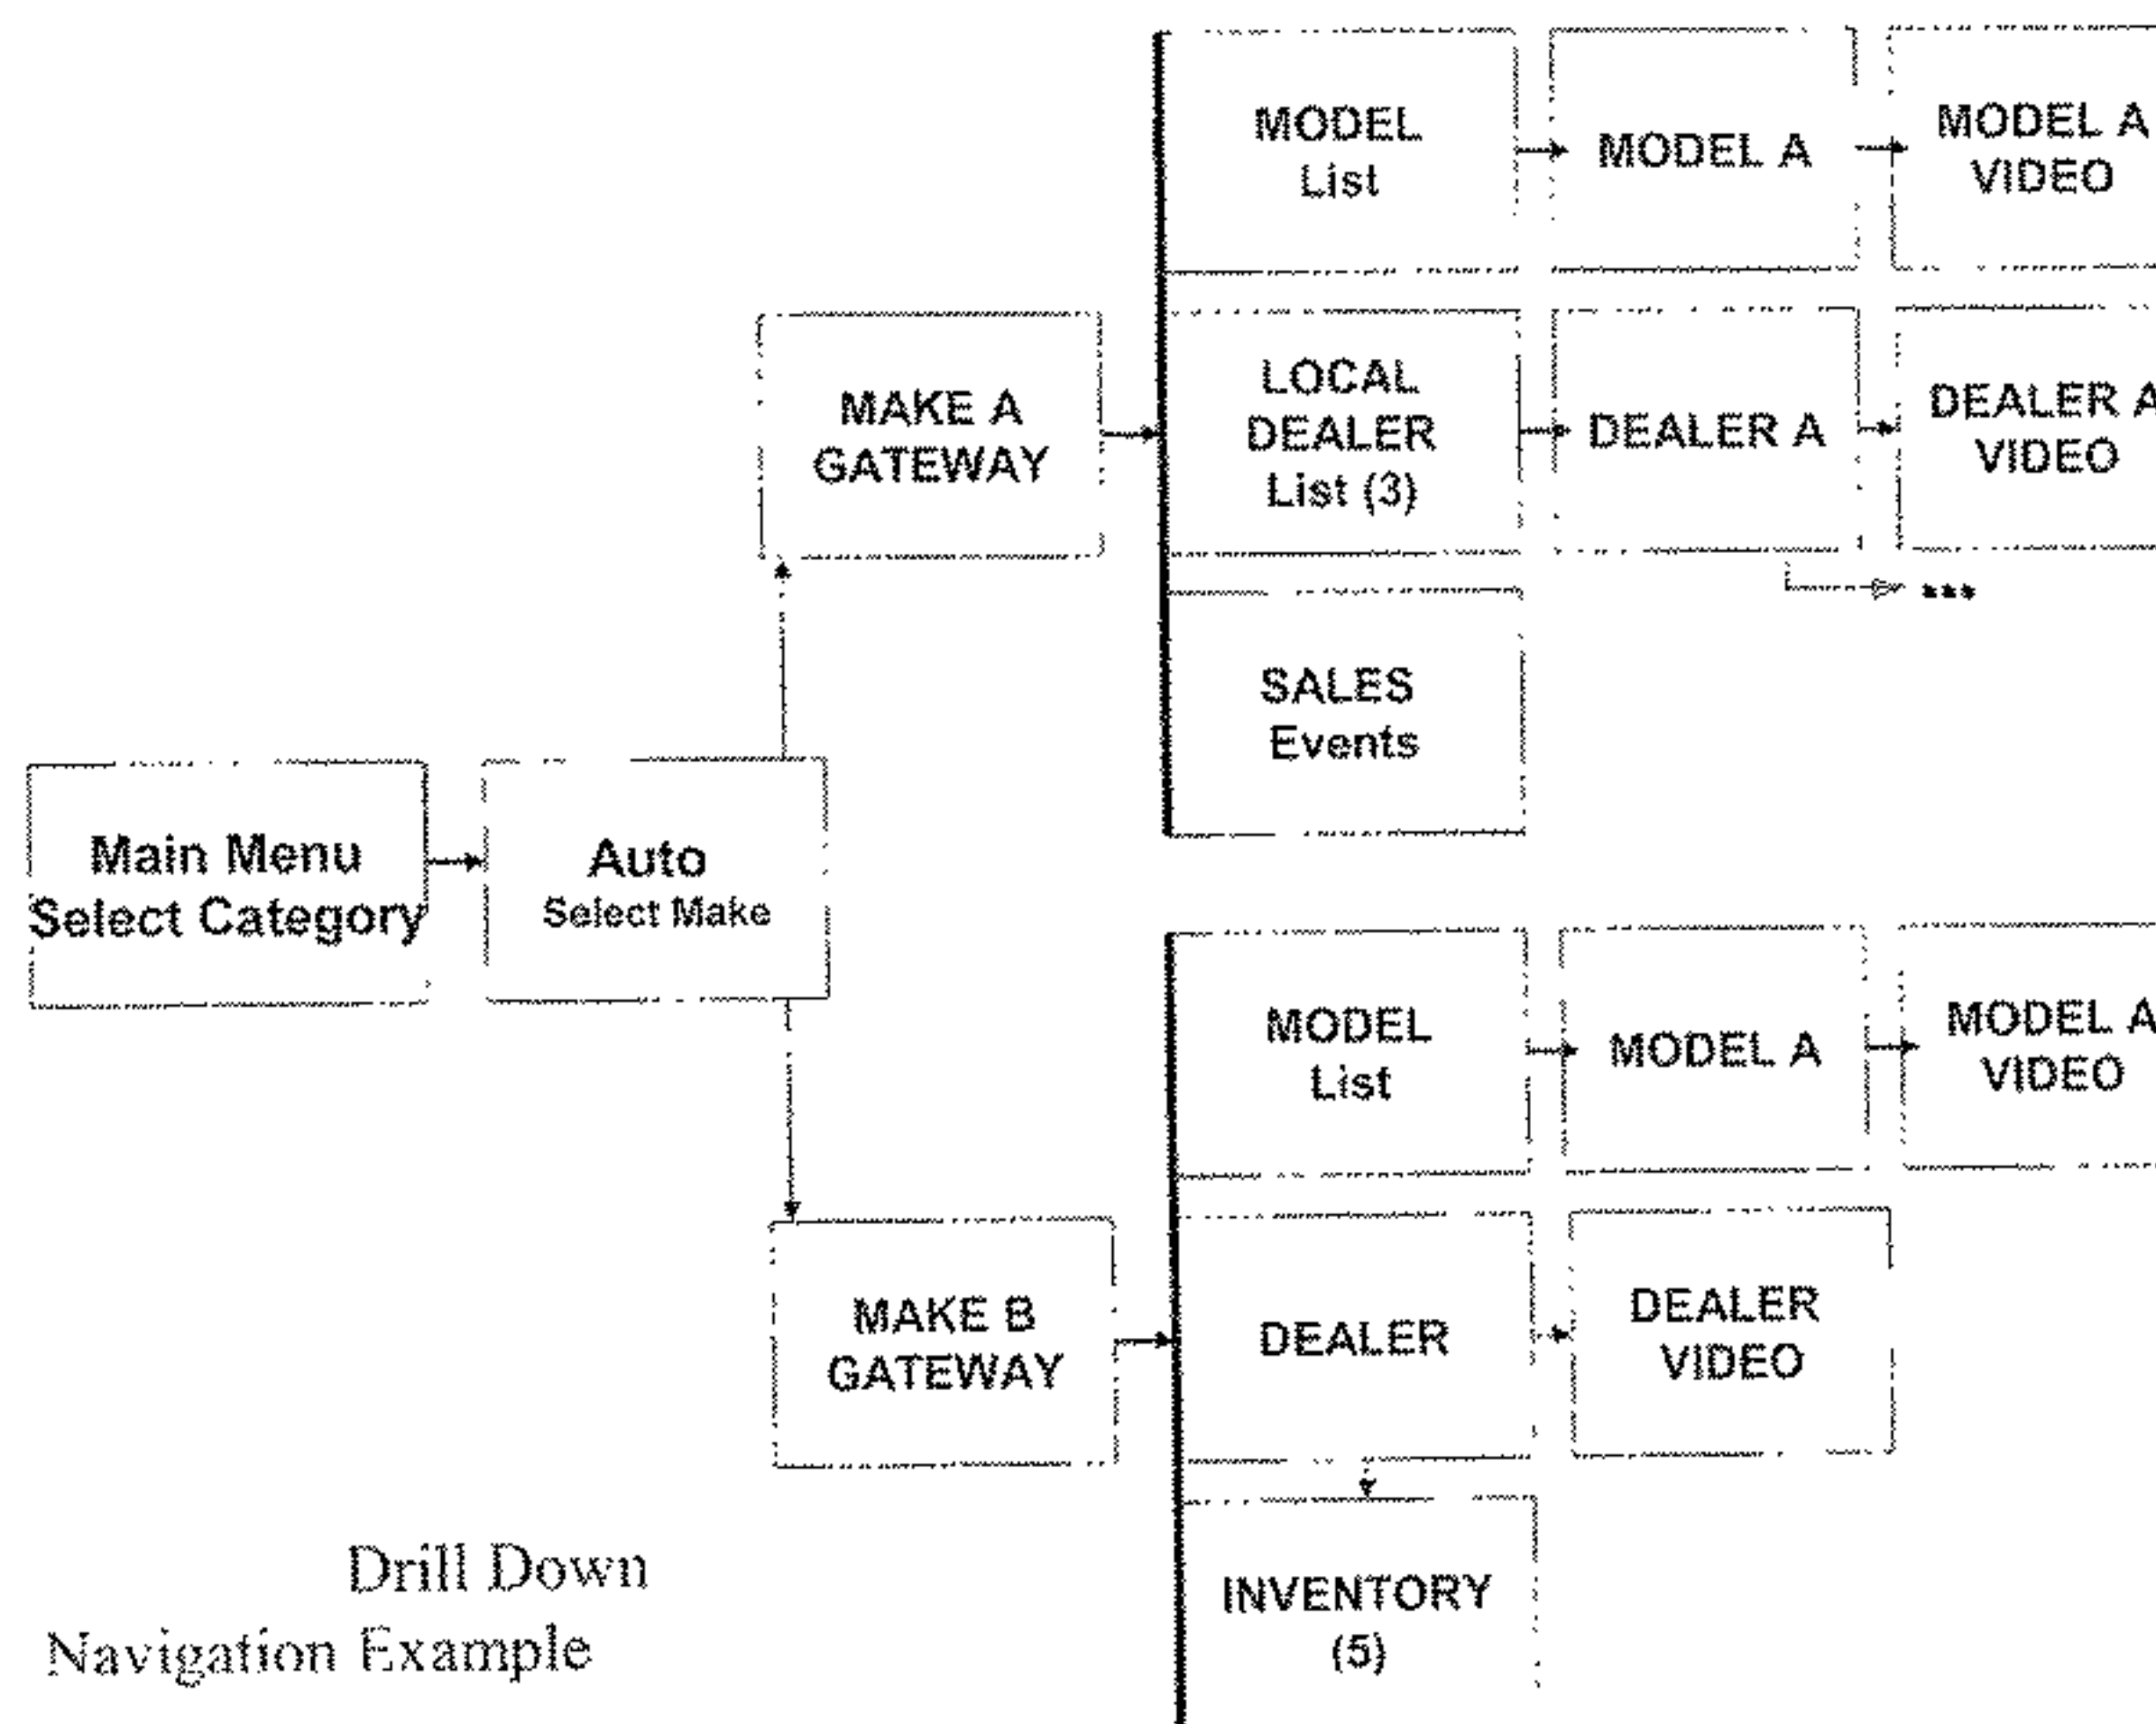 MODEL
List
MODEL A
MODEL A
VIDEO
MAKE A
GATEWAY
LOCAL
DEALER
List (3)
DEALER A
DEALER A
VIDEO
***
SALES
Events
Main Menu
Select Category
Auto
Select Make
MODEL
List
MODEL A
MODEL A
VIDEO
MAKE B
GATEWAY
DEALER
DEALER
VIDEO
INVENTORY
(5)
Drill Down
Navigation Example